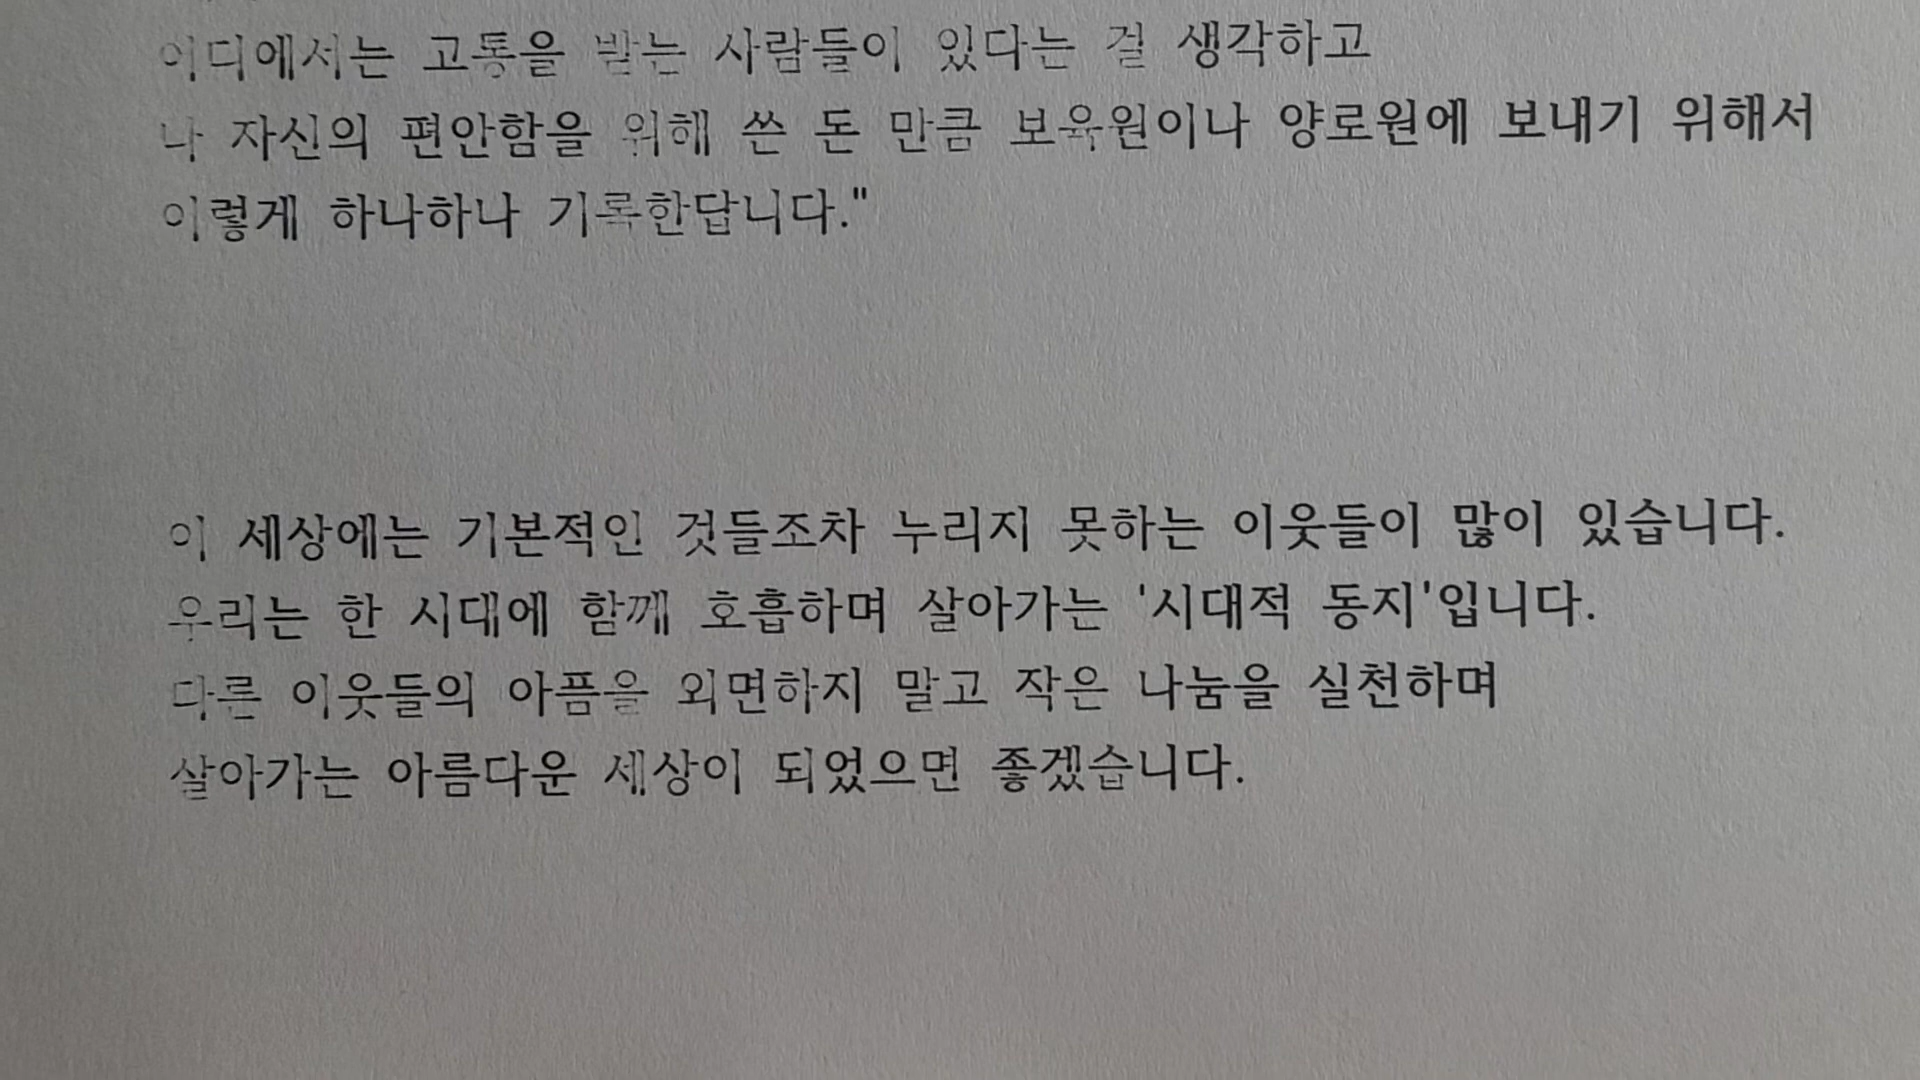 어디에서는 고통을 받는 사람들이 있다는 걸 생각하고
나 자신의 편안함을 위해 쓴 돈 만큼 보육원이나 양로원에 보내기 위해서
이렇게 하나하나 기록한답니다."
이 세상에는 기본적인 것들조차 누리지 못하는 이웃들이 많이 있습니다.
우리는 한 시대에 함께 호흡하며 살아가는 '시대적 동지'입니다.
다른 이웃들의 아픔을 외면하지 말고 작은 나눔을 실천하며
살아가는 아름다운 세상이 되었으면 좋겠습니다.